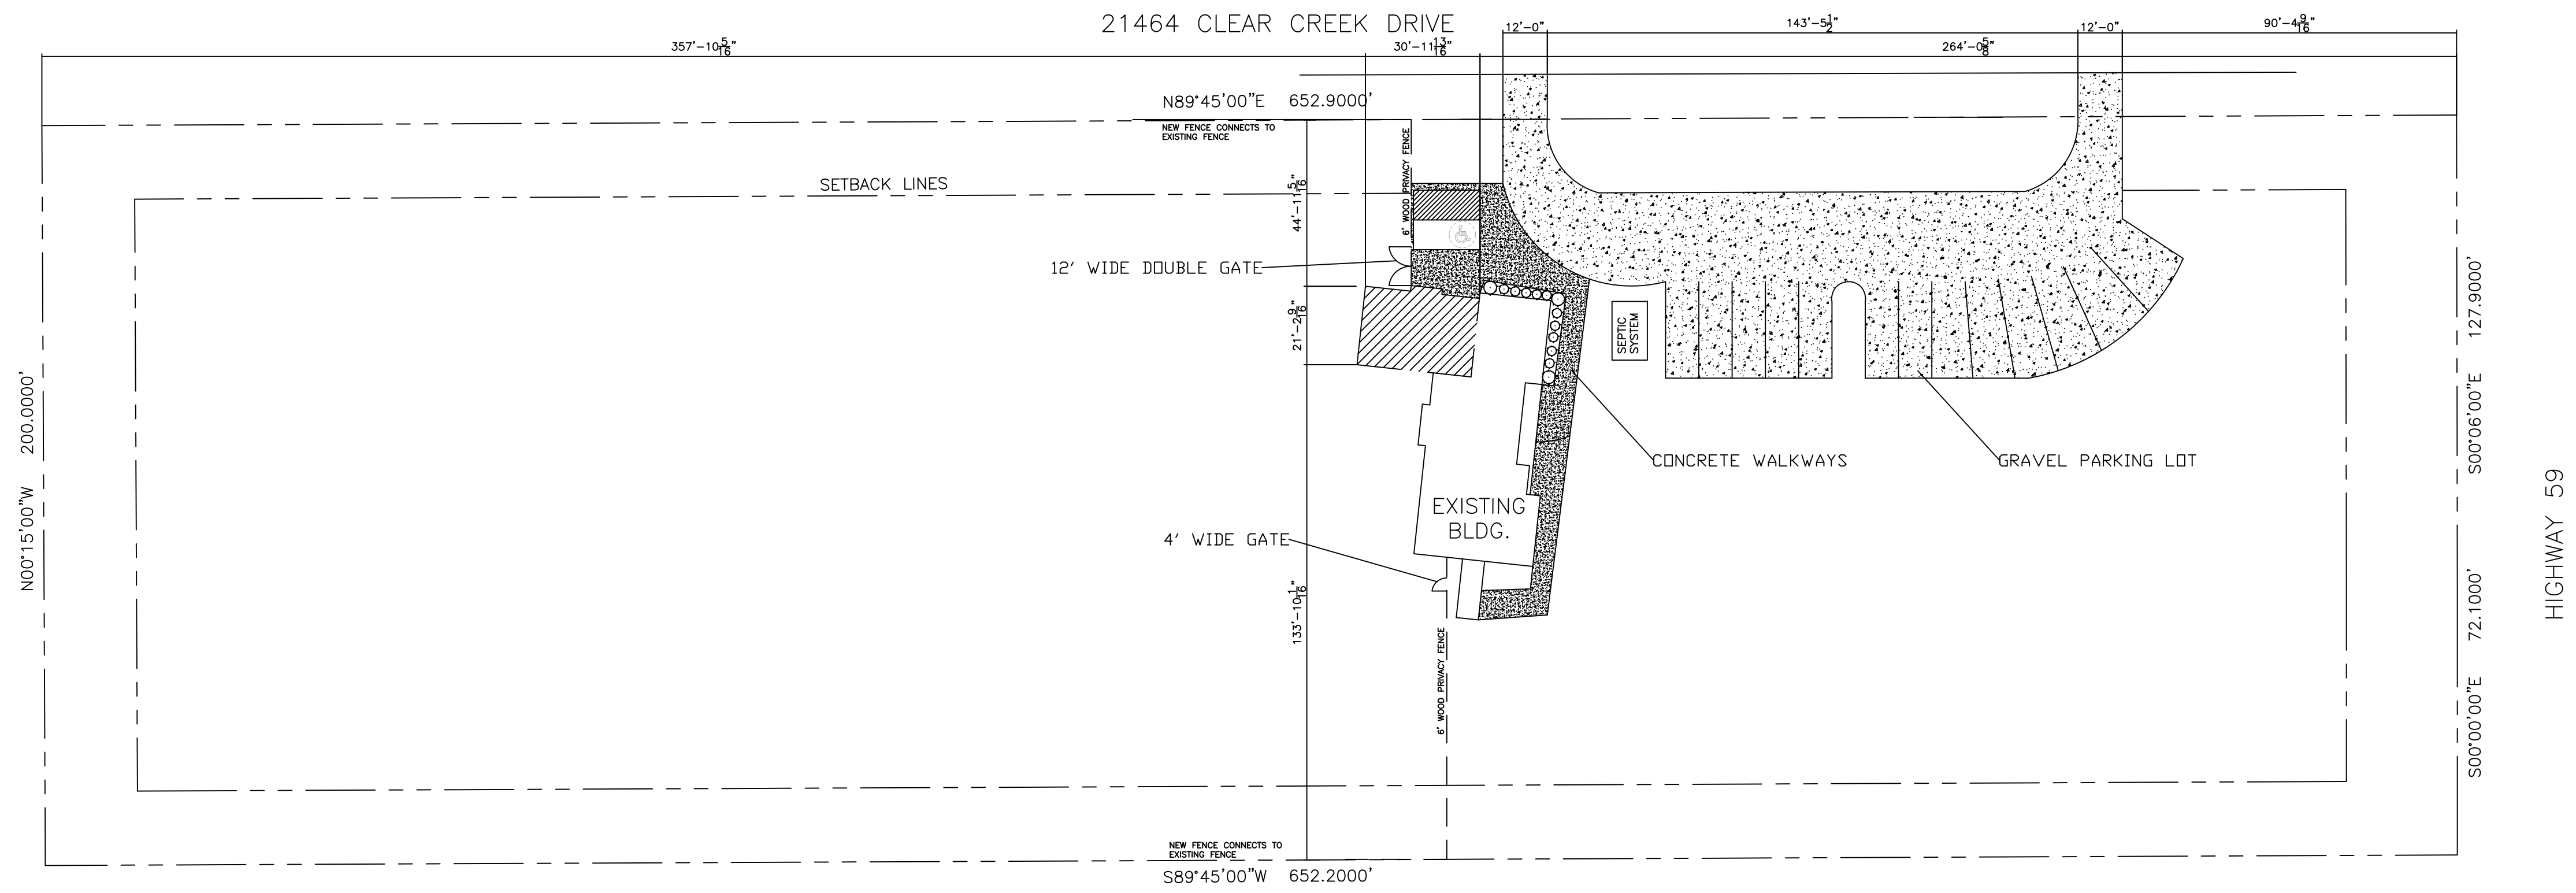 21464 CLEAR CREEK DRIVE
12'-0"
143'-5 1/2"
12'-0"
90'-4 9/16"
357'-10 5/16"
30'-11 13/16"
264'-0 5/8"
N89°45'00"E 652.9000'
NEW FENCE CONNECTS TO
EXISTING FENCE
6' WOOD PRIVACY FENCE
SETBACK LINES
44'-11 5/16"
12' WIDE DOUBLE GATE
21'-2 9/16"
SEPTIC
SYSTEM
127.9000'
S00°06'00"E
N00°15'00"W 200.0000'
CONCRETE WALKWAYS
GRAVEL PARKING LOT
HIGHWAY 59
EXISTING
BLDG.
4' WIDE GATE
133'-10 1/16"
6' WOOD PRIVACY FENCE
72.1000'
S00°00'00"E
NEW FENCE CONNECTS TO
EXISTING FENCE
S89°45'00"W 652.2000'